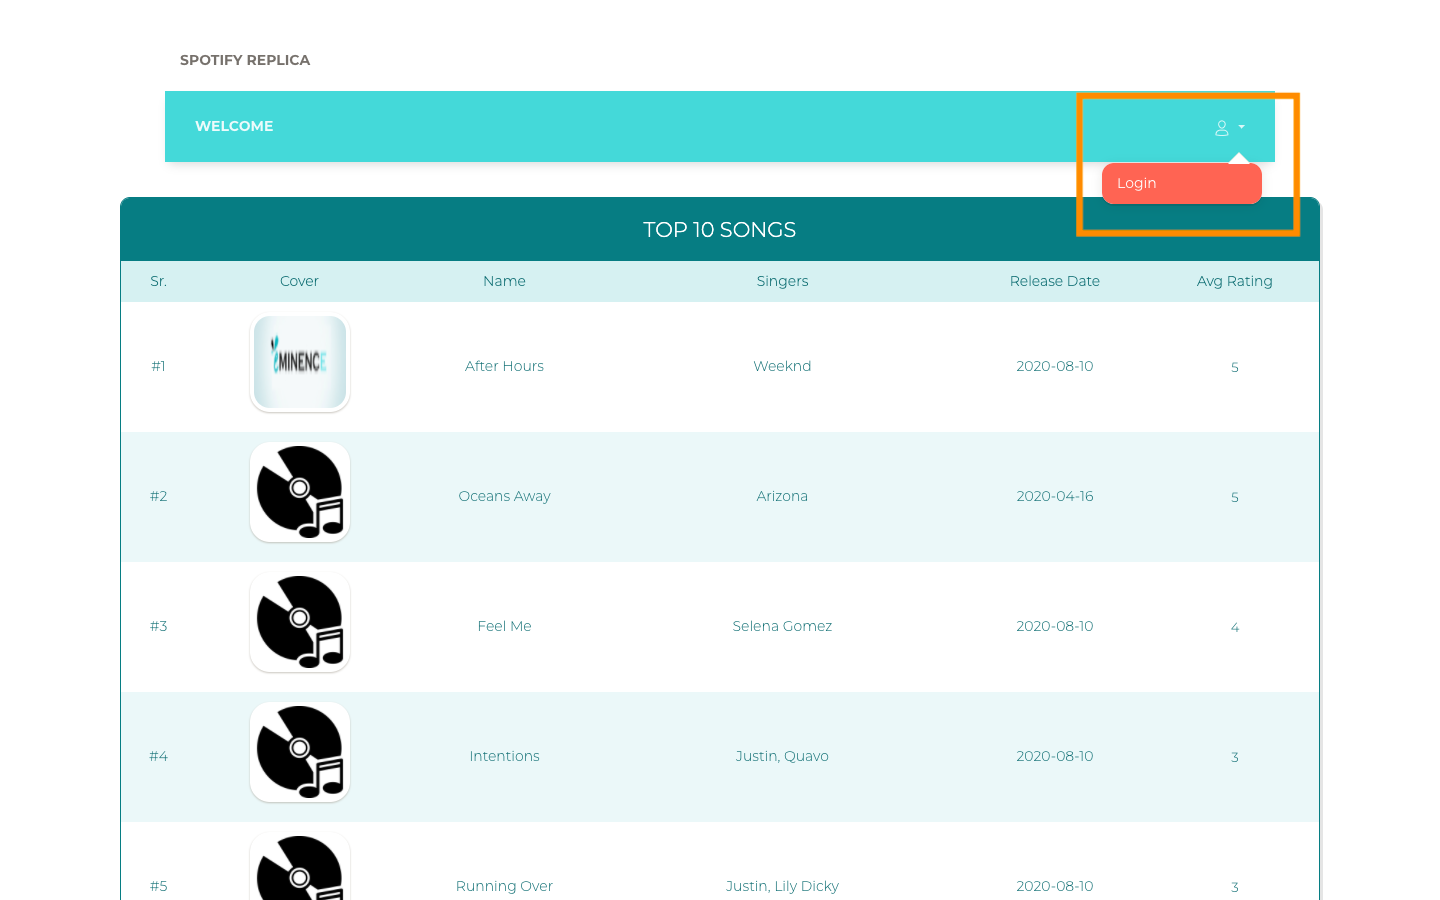 SPOTIFY REPLICA
WELCOME
Login
TOP 10 SONGS
Sr. Cover Name Singers Release Date Avg Rating
#1 eMINENCE After Hours Weeknd 2020-08-10 5
#2 Oceans Away Arizona 2020-04-16 5
#3 Feel Me Selena Gomez 2020-08-10 4
#4 Intentions Justin, Quavo 2020-08-10 3
#5 Running Over Justin, Lily Dicky 2020-08-10 3